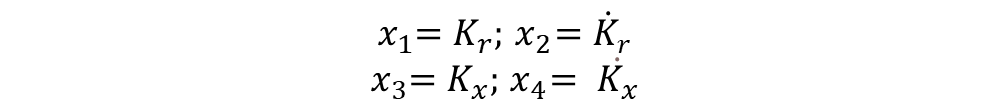 x₁= Kᵣ; x₂= K̇ᵣ
x₃= Kₓ; x₄= K̇ₓ